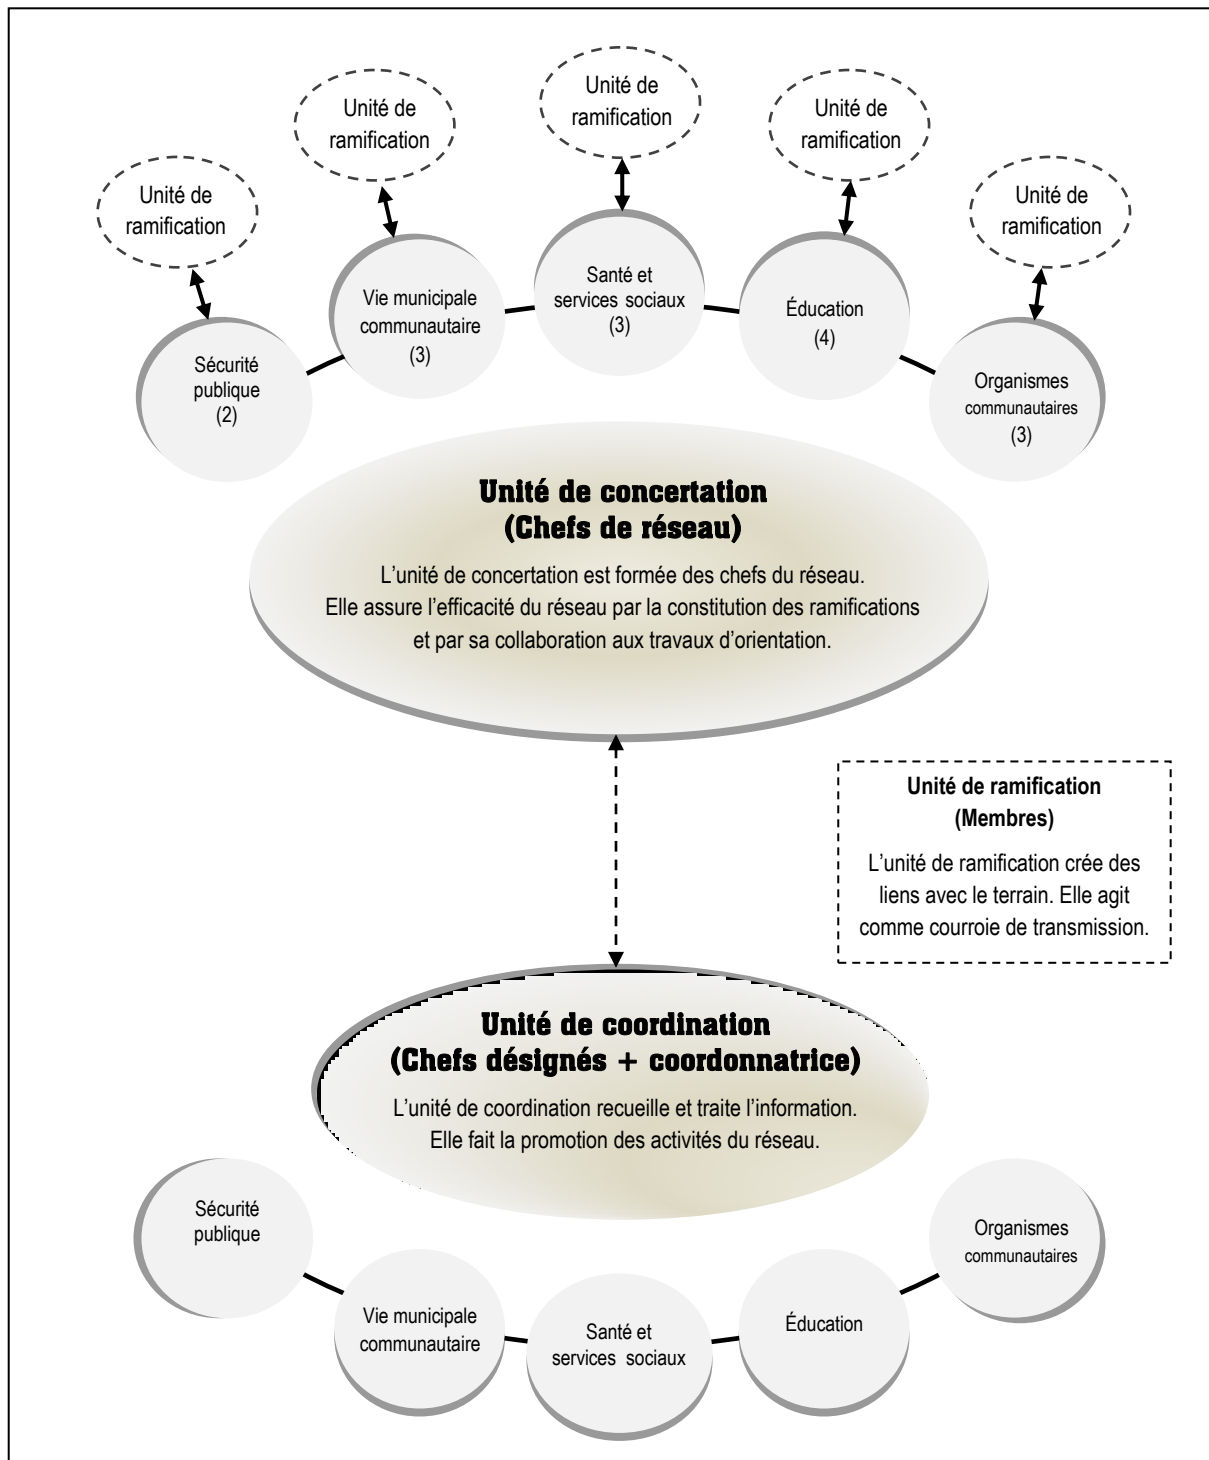 Unité de
ramification
Unité de
ramification
Unité de
ramification
Unité de
ramification
Unité de
ramification
Sécurité
publique
(2)
Vie municipale
communautaire
(3)
Santé et
services sociaux
(3)
Éducation
(4)
Organismes
communautaires
(3)
Unité de concertation
(Chefs de réseau)
L'unité de concertation est formée des chefs du réseau.
Elle assure l'efficacité du réseau par la constitution des ramifications
et par sa collaboration aux travaux d'orientation.
Unité de ramification
(Membres)
L'unité de ramification crée des
liens avec le terrain. Elle agit
comme courroie de transmission.
Unité de coordination
(Chefs désignés + coordonnatrice)
L'unité de coordination recueille et traite l'information.
Elle fait la promotion des activités du réseau.
Sécurité
publique
Vie municipale
communautaire
Santé et
services sociaux
Éducation
Organismes
communautaires